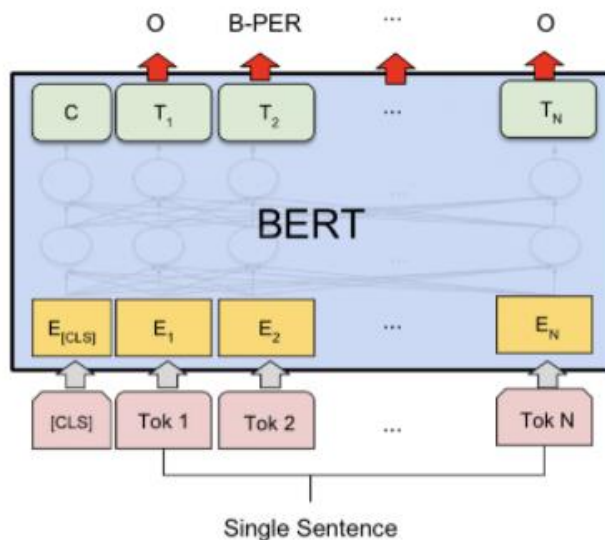 O B-PER ... O
C T1 T2 ... TN
...
BERT
E[CLS] E1 E2 ... EN
[CLS] Tok 1 Tok 2 ... Tok N
Single Sentence